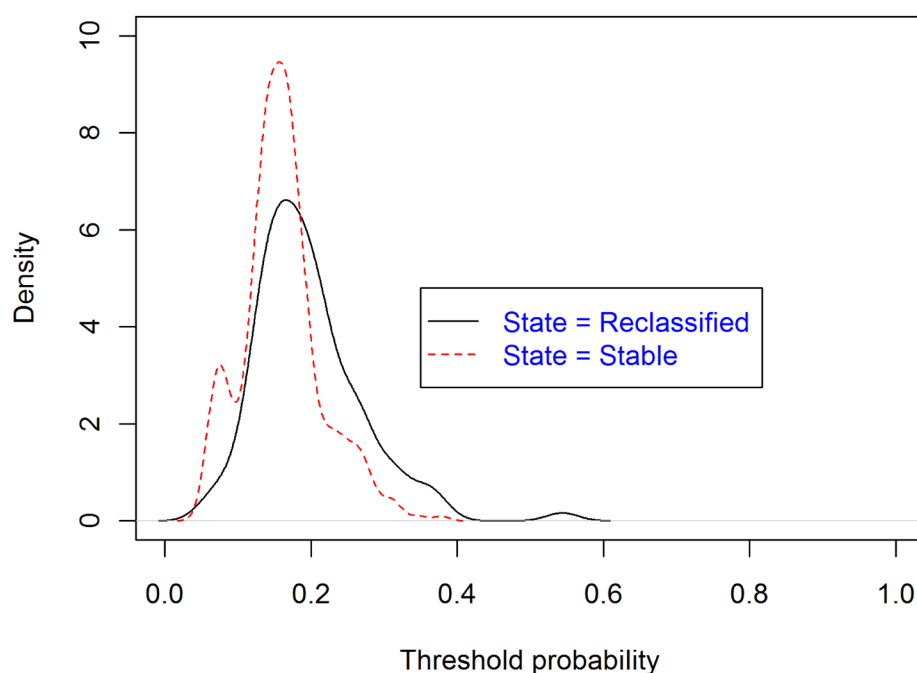 10
8
6
4
2
0
Density
State = Reclassified
State = Stable
0.0 0.2 0.4 0.6 0.8 1.0
Threshold probability